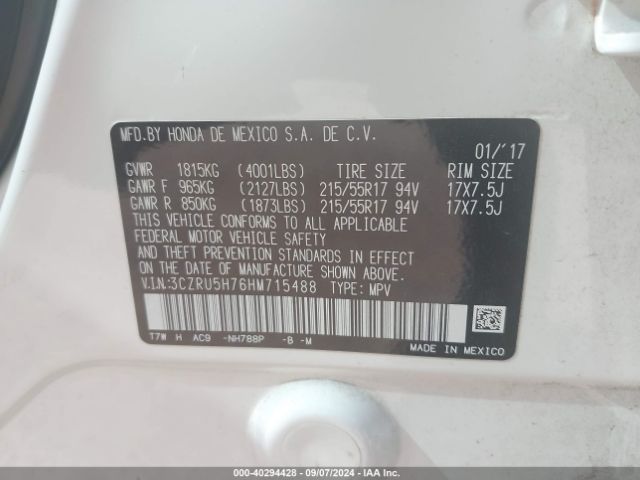 MFD.BY HONDA DE MEXICO S.A. DE C.V. 01/'17
GVWR 1815KG (4001LBS) TIRE SIZE RIM SIZE
GAWR F 965KG (2127LBS) 215/55R17 94V 17X7.5J
GAWR R 850KG (1873LBS) 215/55R17 94V 17X7.5J
THIS VEHICLE CONFORMS TO ALL APPLICABLE
FEDERAL MOTOR VEHICLE SAFETY
AND THEFT PREVENTION STANDARDS IN EFFECT
ON THE DATE OF MANUFACTURE SHOWN ABOVE.
V.I.N.:3CZRU5H76HM715488 TYPE: MPV
T7W H AC9 -NH788P -B -M
MADE IN MEXICO
000-40294428 - 09/07/2024 - IAA Inc.